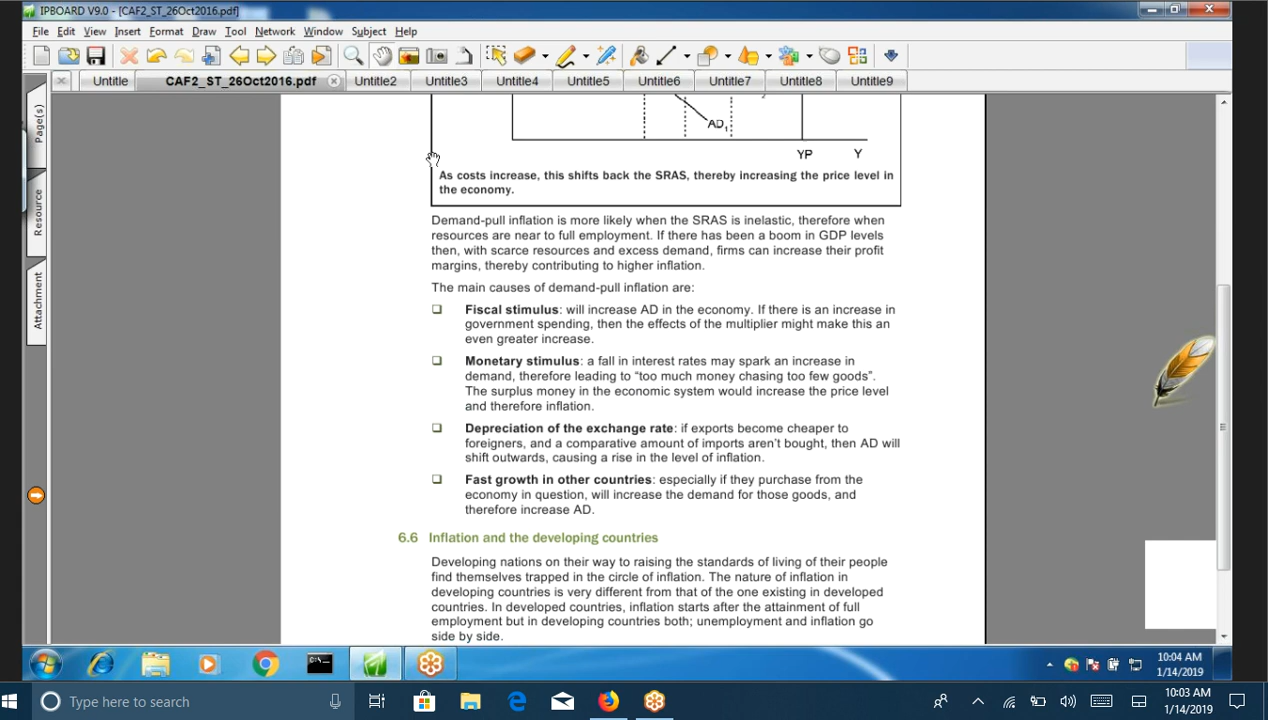 IPBOARD V9.0 - [CAF2_ST_26Oct2016.pdf]
File Edit View Insert Format Draw Tool Network Window Subject Help
Untitle CAF2_ST_26Oct2016.pdf Untitle2 Untitle3 Untitle4 Untitle5 Untitle6 Untitle7 Untitle8 Untitle9
Page(s)
Resource
Attachment
AD1
YP Y
As costs increase, this shifts back the SRAS, thereby increasing the price level in
the economy.
Demand-pull inflation is more likely when the SRAS is inelastic, therefore when
resources are near to full employment. If there has been a boom in GDP levels
then, with scarce resources and excess demand, firms can increase their profit
margins, thereby contributing to higher inflation.
The main causes of demand-pull inflation are:
Fiscal stimulus: will increase AD in the economy. If there is an increase in
government spending, then the effects of the multiplier might make this an
even greater increase.
Monetary stimulus: a fall in interest rates may spark an increase in
demand, therefore leading to “too much money chasing too few goods”.
The surplus money in the economic system would increase the price level
and therefore inflation.
Depreciation of the exchange rate: if exports become cheaper to
foreigners, and a comparative amount of imports aren’t bought, then AD will
shift outwards, causing a rise in the level of inflation.
Fast growth in other countries: especially if they purchase from the
economy in question, will increase the demand for those goods, and
therefore increase AD.
6.6 Inflation and the developing countries
Developing nations on their way to raising the standards of living of their people
find themselves trapped in the circle of inflation. The nature of inflation in
developing countries is very different from that of the one existing in developed
countries. In developed countries, inflation starts after the attainment of full
employment but in developing countries both; unemployment and inflation go
side by side.
10:04 AM
1/14/2019
Type here to search
10:03 AM
1/14/2019